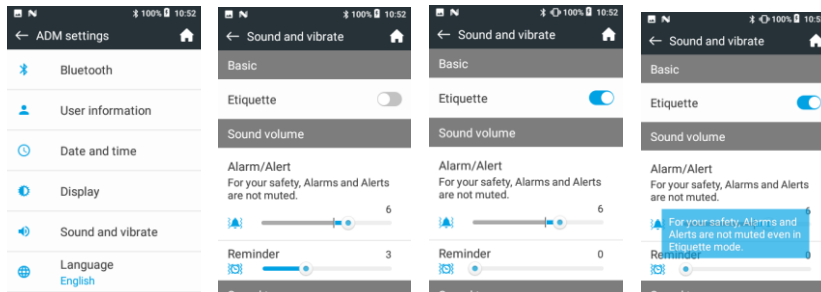 100% 10:52
ADM settings
Bluetooth
User information
Date and time
Display
Sound and vibrate
Language
English
100% 10:52
Sound and vibrate
Basic
Etiquette
Sound volume
Alarm/Alert
For your safety, Alarms and Alerts
are not muted.
6
Reminder
3
100% 10:52
Sound and vibrate
Basic
Etiquette
Sound volume
Alarm/Alert
For your safety, Alarms and Alerts
are not muted.
6
Reminder
0
100% 10:5
Sound and vibrate
Basic
Etiquette
Sound volume
Alarm/Alert
For your safety, Alarms and Alerts
are not muted.
6
For your safety, Alarms and
Alerts are not muted even in
Etiquette mode.
Reminder
0